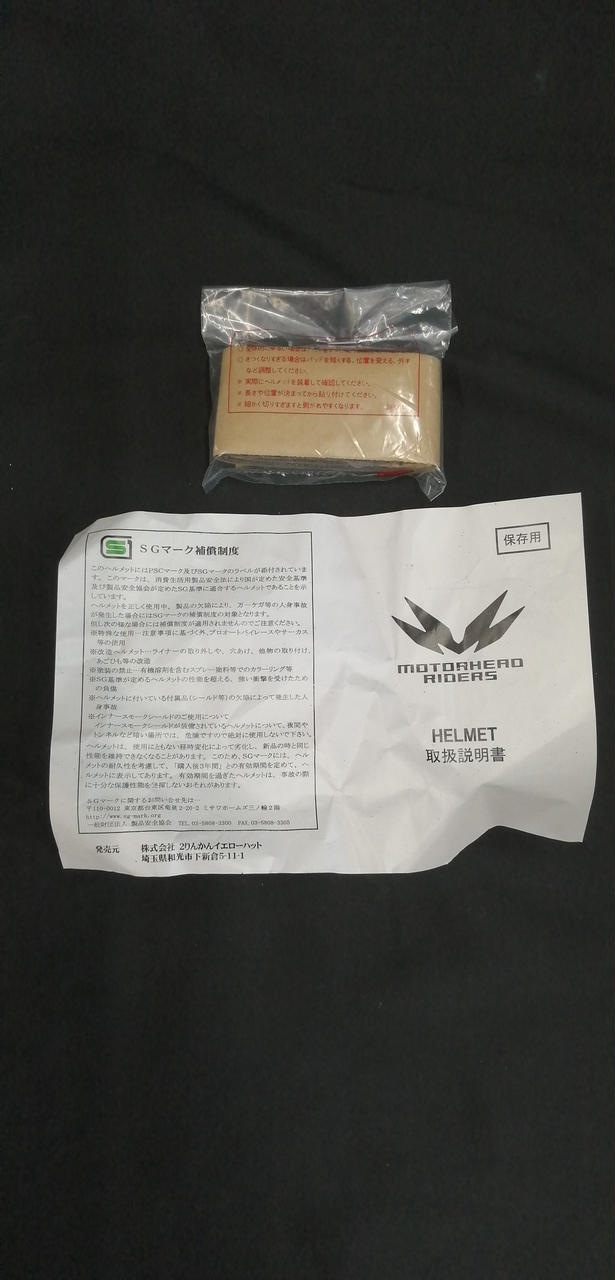 ○きつくなりすぎる場合はパッドを短くする、位置を変える、外す
など調整してください。
※実際にヘルメットを装着して確認してください。
※長さや位置が決まってから貼り付けてください。
※細かく切りすぎますと剥がれやすくなります。
SGマーク補償制度
このヘルメットにはPSCマーク及びSGマークのラベルが添付されていま
す。このマークは、消費生活用製品安全法により国が定めた安全基準
及び製品安全協会が定めたSG基準に適合するヘルメットであることを示
しています。
ヘルメットを正しく使用中、製品の欠陥により、万一ケガ等の人身事故
が発生した場合にはSGマークの補償制度の対象となります。
但し次の様な場合には補償制度が適用されませんのでご注意ください。
※特殊な使用…注意事項に基づく外、プロオートバイレースやサーカス
等の使用
※改造ヘルメット…ライナーの取り外しや、穴あけ、他物の取り付け、
あごひも等の改造
※塗装の禁止…有機溶剤を含むスプレー塗料等でのカラーリング等
※SG基準が定めるヘルメットの性能を超える、強い衝撃を受けたため
の負傷
※ヘルメットに付いている付属品(シールド等)の欠陥によって発生した人
身事故
※インナースモークシールドのご使用について
インナースモークシールドが装備されているヘルメットについて、夜間や
トンネルなど暗い場所では、危険ですので絶対に使用しないで下さい。
ヘルメットは、使用にともない経時変化によって劣化し、新品の時と同じ
性能を維持できなくなることがあります。このため、SGマークには、ヘル
メットの耐久性を考慮して、「購入後3年間」との有効期間を定めて、ヘ
ルメットに表示してあります。有効期間を過ぎたヘルメットは、事故の際
に十分な保護性能を発揮しないおそれがあります。
SGマークに関するお問い合せ先は…
〒110-0012 東京都台東区竜泉2-20-2 ミサワホームズ三ノ輪2階
http://www.sg-mark.org
一般財団法人 製品安全協会 TEL.03-5808-3300 FAX.03-5808-3305
発売元 株式会社 2りんかんイエローハット
埼玉県和光市下新倉5-11-1
保存用
MOTORHEAD
RIDERS
HELMET
取扱説明書